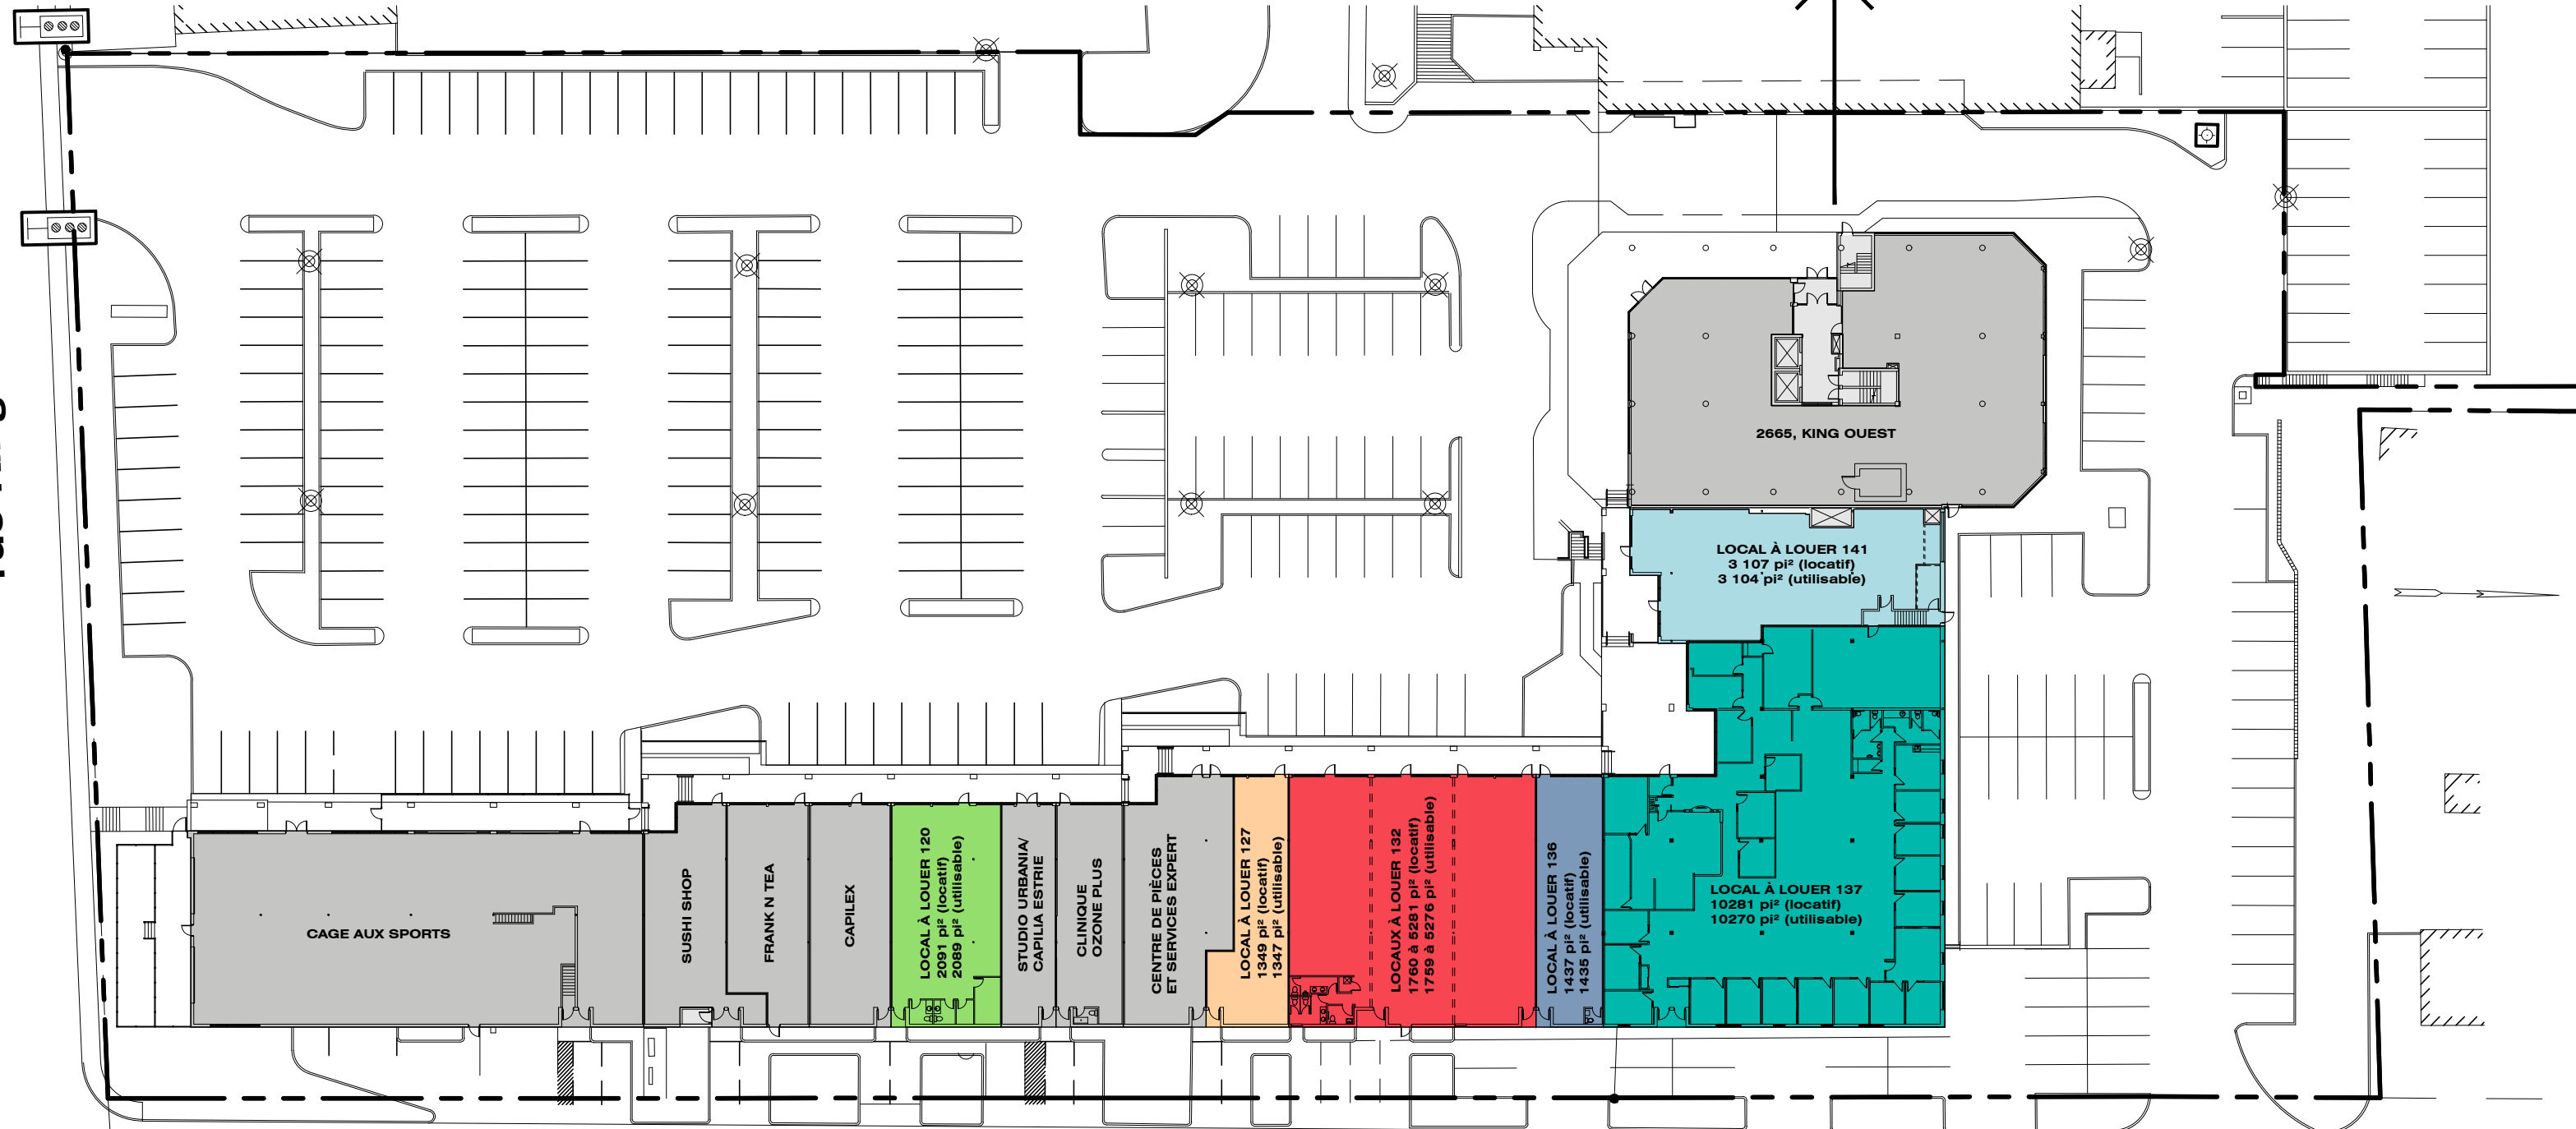 2665, KING OUEST
LOCAL À LOUER 141
3 107 pi² (locatif)
3 104 pi² (utilisable)
CAGE AUX SPORTS
SUSHI SHOP
FRANK N TEA
CAPILEX
LOCAL À LOUER 120
2091 pi² (locatif)
2089 pi² (utilisable)
STUDIO URBANIA/
CAPILIA ESTRIE
CLINIQUE
OZONE PLUS
CENTRE DE PIÈCES
ET SERVICES EXPERT
LOCAL À LOUER 127
1349 pi² (locatif)
1347 pi² (utilisable)
LOCAUX À LOUER 132
1760 à 5281 pi² (locatif)
1759 à 5276 pi² (utilisable)
LOCAL À LOUER 136
1437 pi² (locatif)
1435 pi² (utilisable)
LOCAL À LOUER 137
10281 pi² (locatif)
10270 pi² (utilisable)